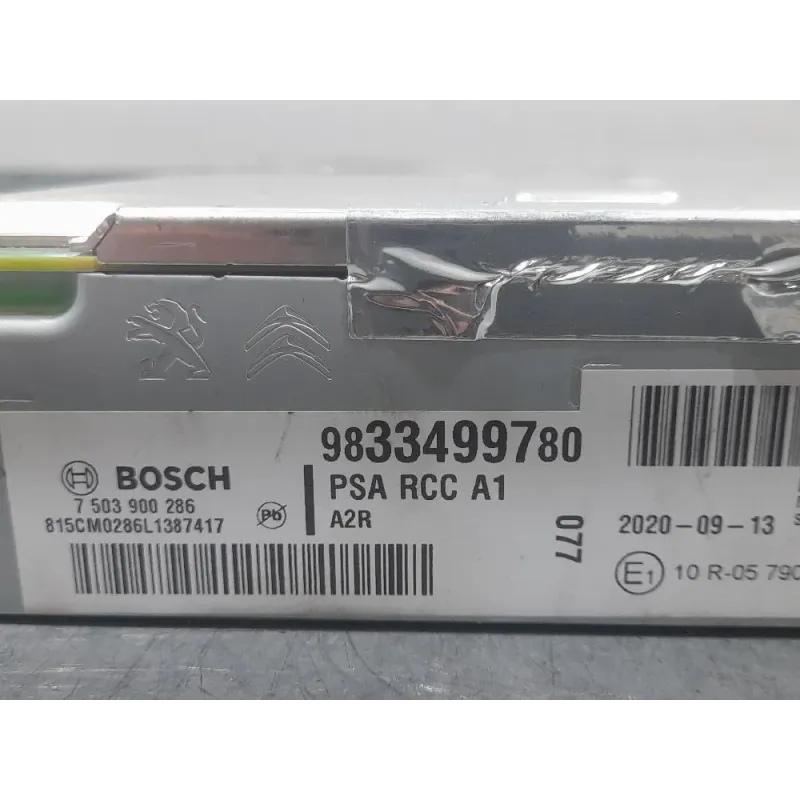 9833499780
BOSCH
PSA RCC A1
7 503 900 286
815CM0286L1387417
Pb
A2R
077
2020-09-13
E1 10 R-05 790